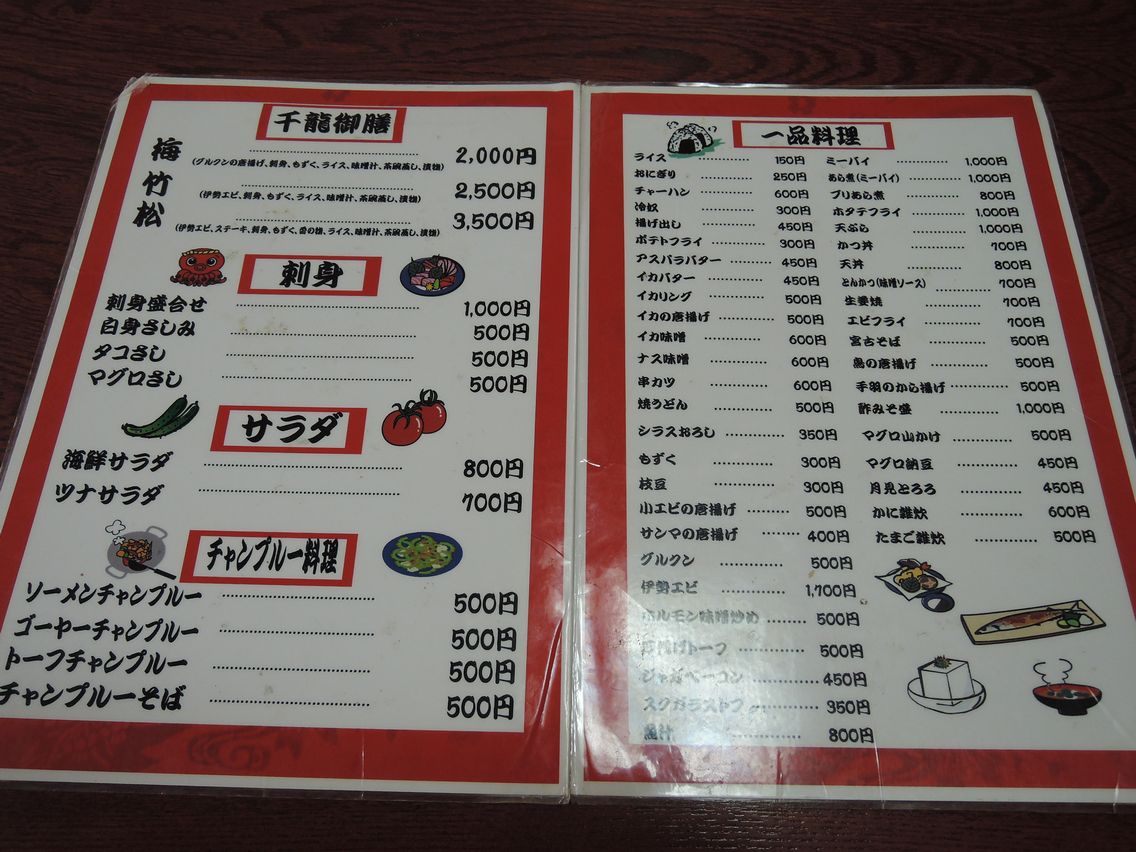 千龍御膳
梅 2,000円
(グルクンの唐揚げ、刺身、もずく、ライス、味噌汁、茶碗蒸し、漬物)
竹 2,500円
(伊勢エビ、刺身、もずく、ライス、味噌汁、茶碗蒸し、漬物)
松 3,500円
刺身
刺身盛合せ 1,000円
白身さしみ 500円
タコさし 500円
マグロさし 500円
サラダ
海鮮サラダ 800円
ツナサラダ 700円
チャンプルー料理
ソーメンチャンプルー 500円
ゴーヤーチャンプルー 500円
トーフチャンプルー 500円
チャンプルーそば 500円
一品料理
ライス 150円
おにぎり 250円
チャーハン 600円
冷奴 300円
揚げ出し 450円
ポテトフライ 300円
アスパラバター 450円
イカバター 450円
イカリング 500円
イカの唐揚げ 500円
イカ味噌 600円
ナス味噌 600円
串カツ 600円
焼うどん 500円
シラスおろし 350円
もずく 300円
枝豆 300円
小エビの唐揚げ 500円
サンマの唐揚げ 400円
グルクン 500円
伊勢エビ 1,700円
ホルモン味噌炒め 500円
トーフ 500円
ジャガベーコン 450円
スクガラストフ 350円
魚汁 800円
ミーバイ 1,000円
あら煮(ミーバイ) 1,000円
ブリあら煮 800円
ホタテフライ 1,000円
天ぷら 1,000円
かつ丼 700円
天丼 800円
とんかつ(味噌ソース) 700円
生姜焼 700円
エビフライ 700円
宮古そば 500円
鳥の唐揚げ 500円
手羽のから揚げ 500円
酢みそ盛 1,000円
マグロ山かけ 500円
マグロ納豆 450円
月見とろろ 450円
かに雑炊 600円
たまご雑炊 500円